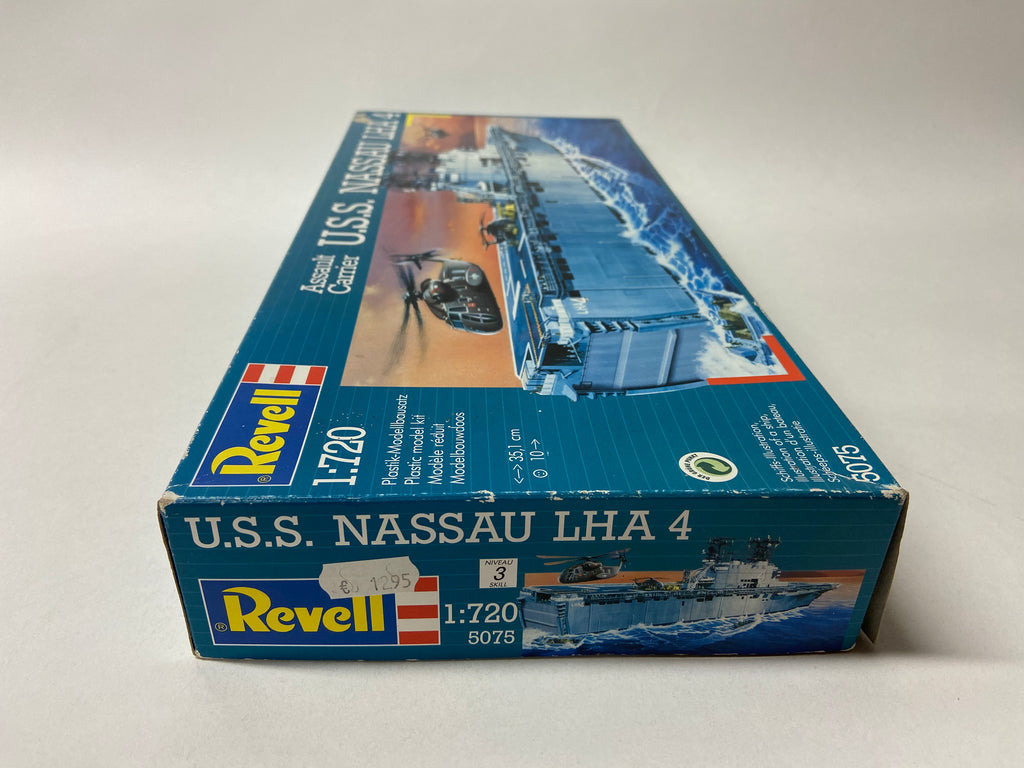 Assault
Carrier
U.S.S. NASSAU LHA 4
Revell
®
1:720
Plastik-Modellbausatz
Plastic model kit
Modèle réduit
Modelbouwdoos
35,1 cm
10
Schiffs-Illustration,
Illustration of a ship,
Illustration d'un bateau,
Scheeps-illustratie
5075
U.S.S. NASSAU LHA 4
€ 12.95
NIVEAU
3
SKILL
® Revell
1:720
5075